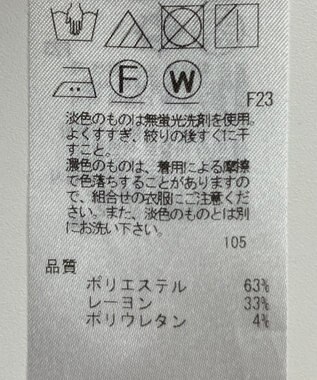 F
W
F23
淡色のものは無蛍光洗剤を使用。
よくすすぎ、絞りの後すぐに干
すこと。
濃色のものは、着用による摩擦
で色落ちすることがありますの
で、組合せの衣服にご注意くだ
さい。また、淡色のものとは別
にお洗い下さい。
105
品質
ポリエステル 63%
レーヨン 33%
ポリウレタン 4%